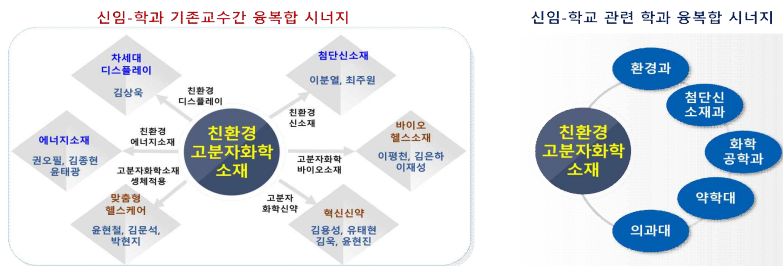 신임-학과 기존교수간 융복합 시너지
차세대
디스플레이
김상욱
첨단신소재
이분열, 최주원
친환경
디스플레이
친환경
신소재
에너지소재
권오필, 김종현
윤태광
친환경
에너지소재
친환경
고분자화학
소재
고분자화학
바이오소재
바이오
헬스소재
이평천, 김은하
이재성
고분자화학소재
생체적용
맞춤형
헬스케어
윤현철, 김문석,
박현지
고분자
화학신약
혁신신약
김용성, 유태현
김욱, 윤현진
신임-학교 관련 학과 융복합 시너지
환경과
첨단신
소재과
친환경
고분자화학
소재
화학
공학과
약학대
의과대